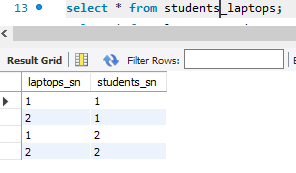 13 select * from students_laptops;
Result Grid Filter Rows:
laptops_sn students_sn
1 1
2 1
1 2
2 2